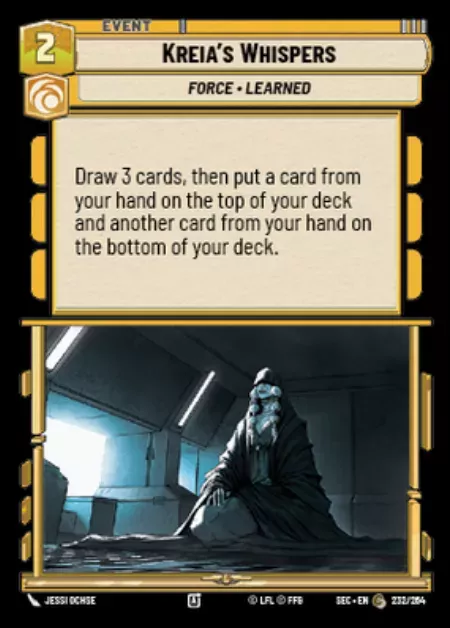 EVENT
2
KREIA'S WHISPERS
FORCE • LEARNED
Draw 3 cards, then put a card from
your hand on the top of your deck
and another card from your hand on
the bottom of your deck.
JESSI OCHSE
© LFL © FFG
SEC • EN
232/264